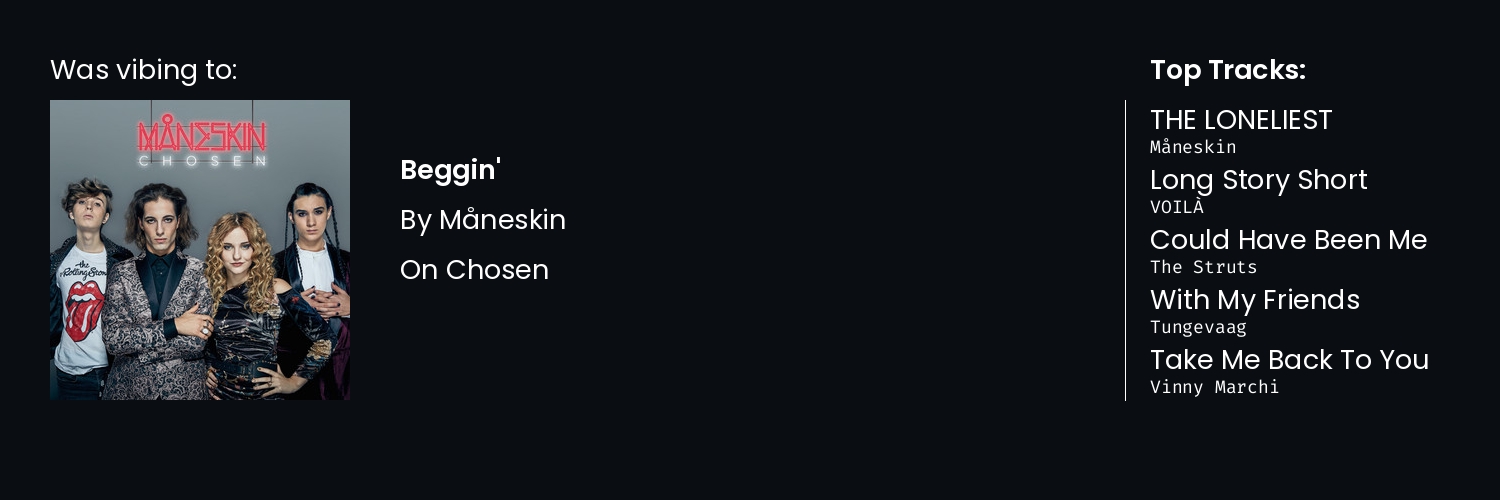 Was vibing to:
MÅNESKIN
CHOSEN
the
Rolling Stones
Beggin'
By Måneskin
On Chosen
Top Tracks:
THE LONELIEST
Måneskin
Long Story Short
VOILÀ
Could Have Been Me
The Struts
With My Friends
Tungevaag
Take Me Back To You
Vinny Marchi